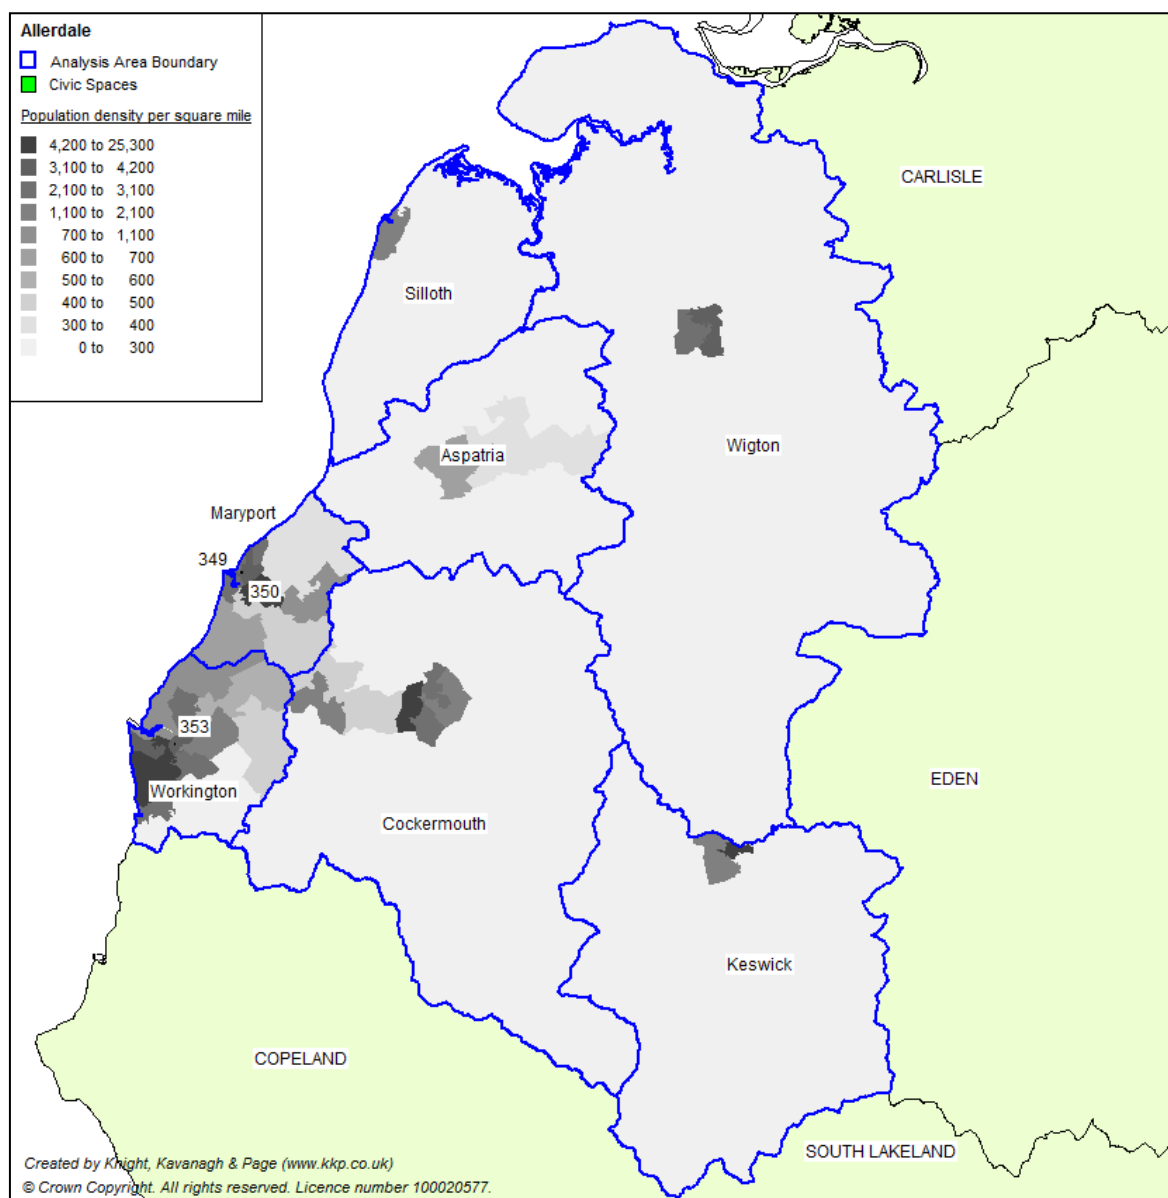 Allerdale
Analysis Area Boundary
Civic Spaces
Population density per square mile
4,200 to 25,300
3,100 to 4,200
2,100 to 3,100
1,100 to 2,100
700 to 1,100
600 to 700
500 to 600
400 to 500
300 to 400
0 to 300
CARLISLE
Silloth
Wigton
Aspatria
Maryport
349
350
353
Workington
Cockermouth
EDEN
Keswick
COPELAND
SOUTH LAKELAND
Created by Knight, Kavanagh & Page (www.kkp.co.uk)
© Crown Copyright. All rights reserved. Licence number 100020577.